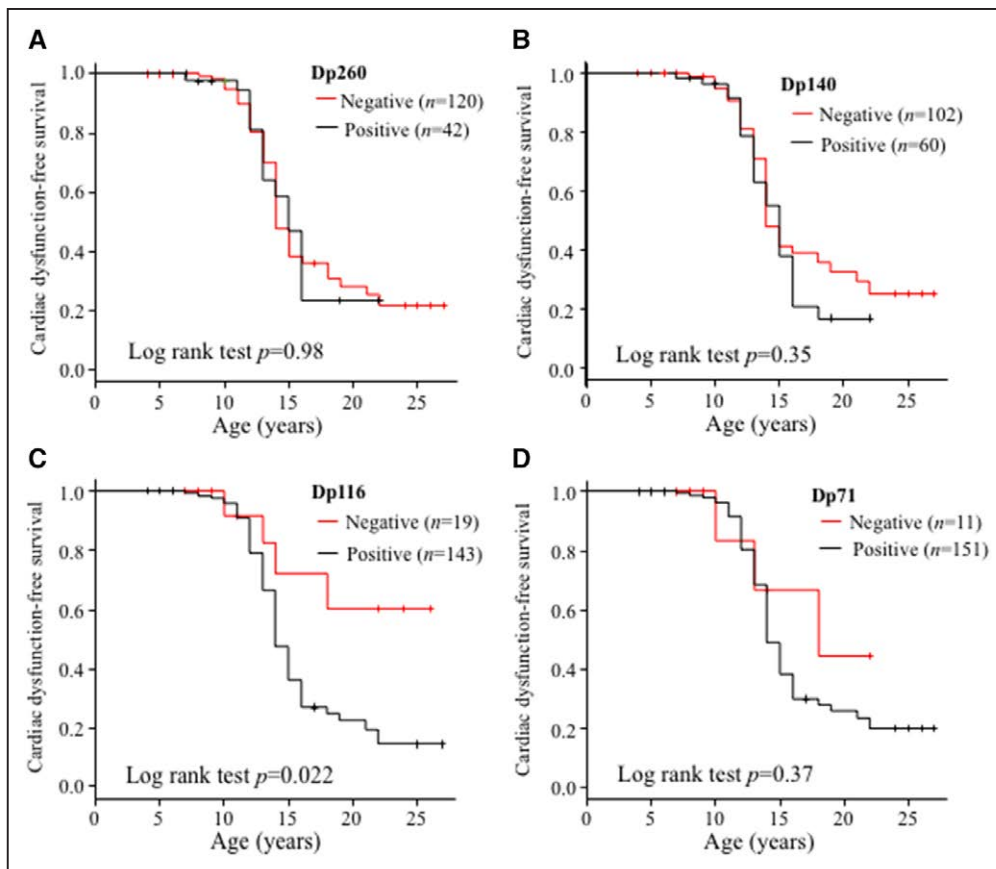 A
Dp260
Negative (n=120)
Positive (n=42)
Cardiac dysfunction-free survival
1.0
0.8
0.6
0.4
0.2
0.0
Log rank test p=0.98
0 5 10 15 20 25
Age (years)
B
Dp140
Negative (n=102)
Positive (n=60)
Cardiac dysfunction-free survival
1.0
0.8
0.6
0.4
0.2
0.0
Log rank test p=0.35
0 5 10 15 20 25
Age (years)
C
Dp116
Negative (n=19)
Positive (n=143)
Cardiac dysfunction-free survival
1.0
0.8
0.6
0.4
0.2
0.0
Log rank test p=0.022
0 5 10 15 20 25
Age (years)
D
Dp71
Negative (n=11)
Positive (n=151)
Cardiac dysfunction-free survival
1.0
0.8
0.6
0.4
0.2
0.0
Log rank test p=0.37
0 5 10 15 20 25
Age (years)